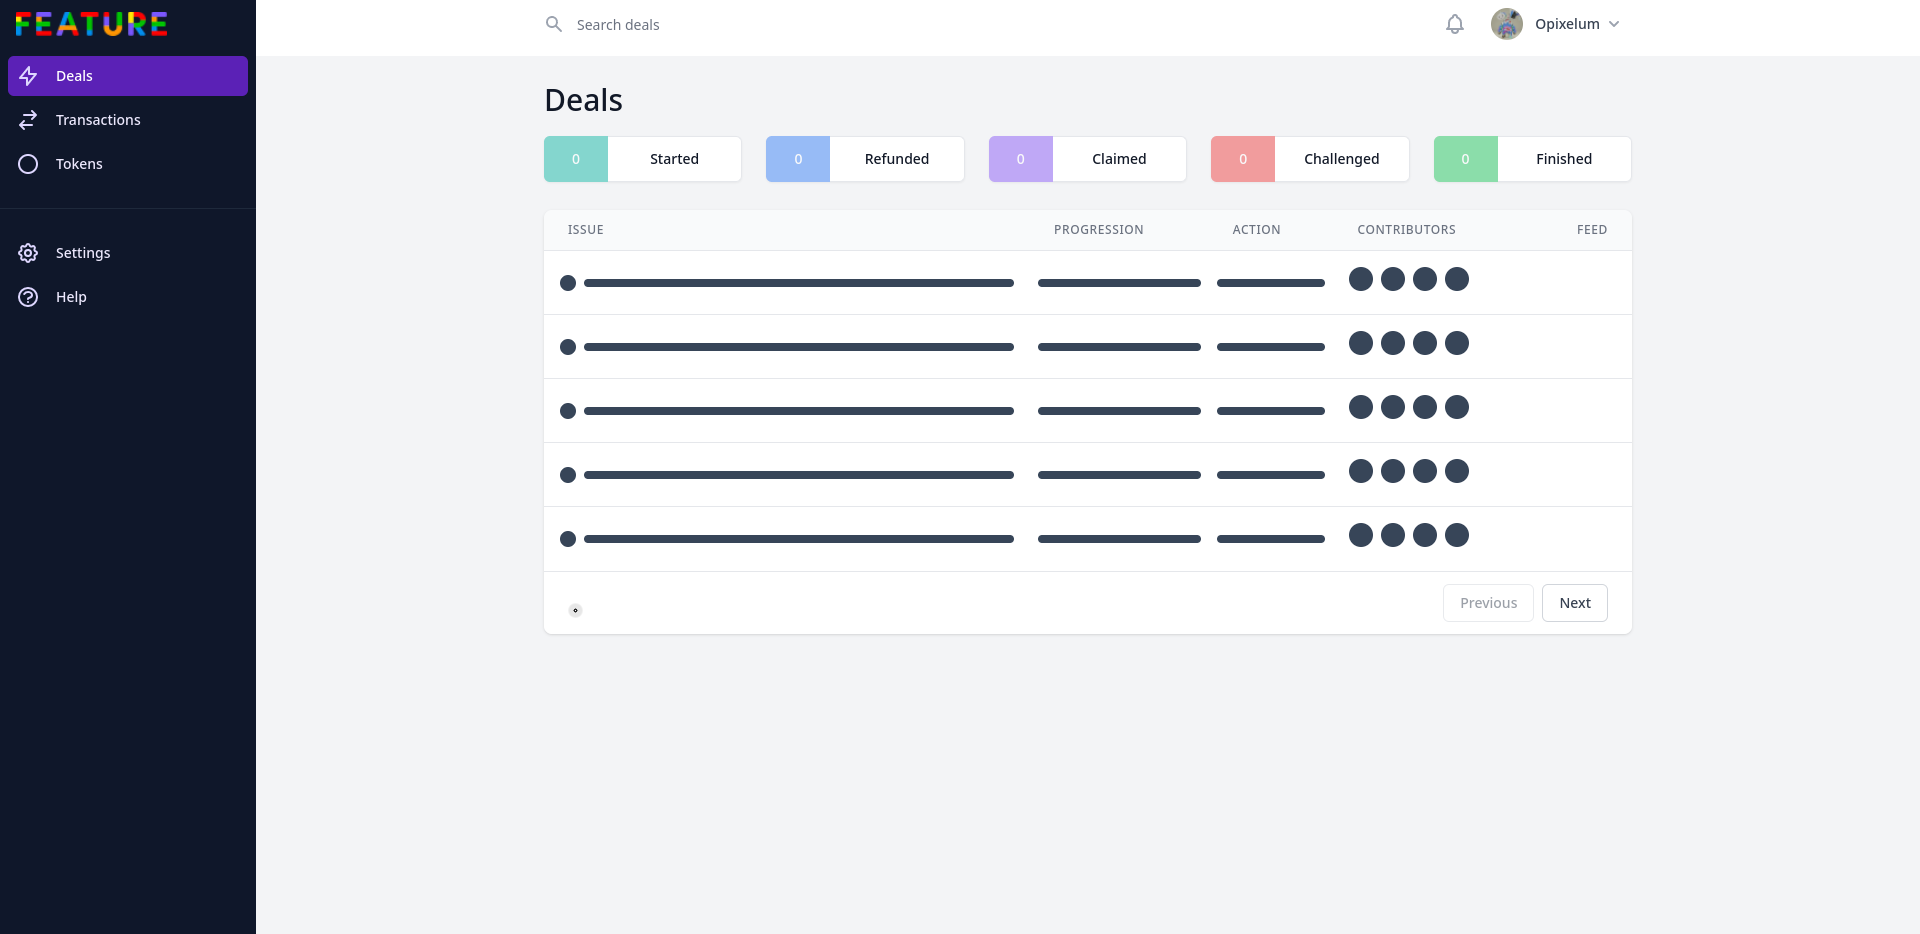 FEATURE
Search deals
Opixelum
Deals
Transactions
Tokens
Settings
Help
Deals
0 Started
0 Refunded
0 Claimed
0 Challenged
0 Finished
ISSUE PROGRESSION ACTION CONTRIBUTORS FEED
Previous Next